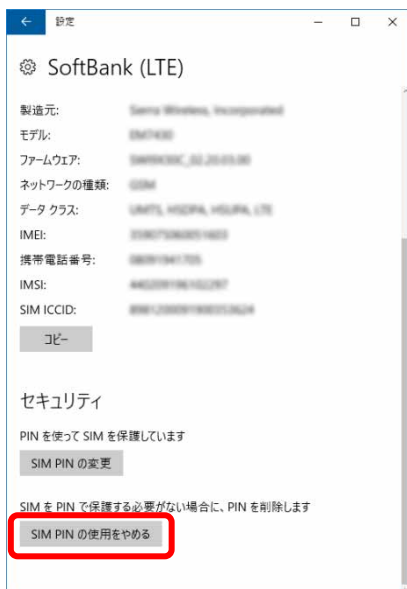 設定
SoftBank (LTE)
製造元:
モデル:
ファームウエア:
ネットワークの種類:
データ クラス:
IMEI:
携帯電話番号:
IMSI:
SIM ICCID:
コピー
セキュリティ
PIN を使って SIM を保護しています
SIM PIN の変更
SIM を PIN で保護する必要がない場合に、PIN を削除します
SIM PIN の使用をやめる